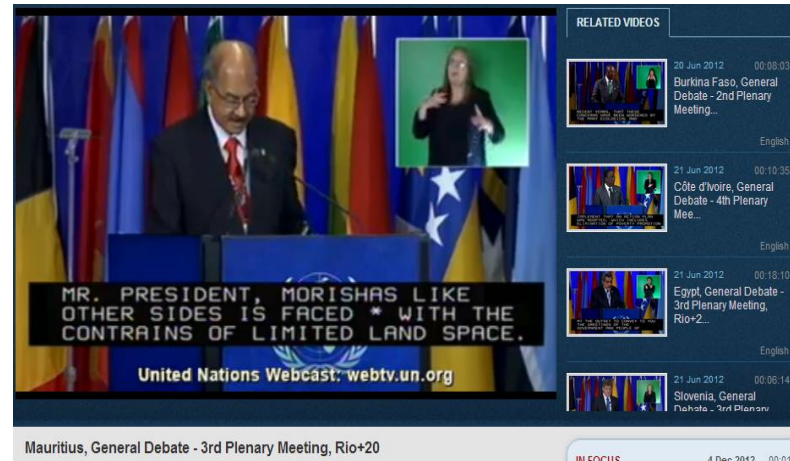 MR. PRESIDENT, MORISHAS LIKE
OTHER SIDES IS FACED * WITH THE
CONTRAINS OF LIMITED LAND SPACE.
United Nations Webcast: webtv.un.org
Mauritius, General Debate - 3rd Plenary Meeting, Rio+20
RELATED VIDEOS
20 Jun 2012 00:08:03
Burkina Faso, General
Debate - 2nd Plenary
Meeting...
English
21 Jun 2012 00:10:35
Côte d'Ivoire, General
Debate - 4th Plenary
Mee...
English
21 Jun 2012 00:18:10
Egypt, General Debate -
3rd Plenary Meeting,
Rio+2...
English
21 Jun 2012 00:06:14
Slovenia, General
Debate - 3rd Plenary
IN FOCUS 4 Dec 2012